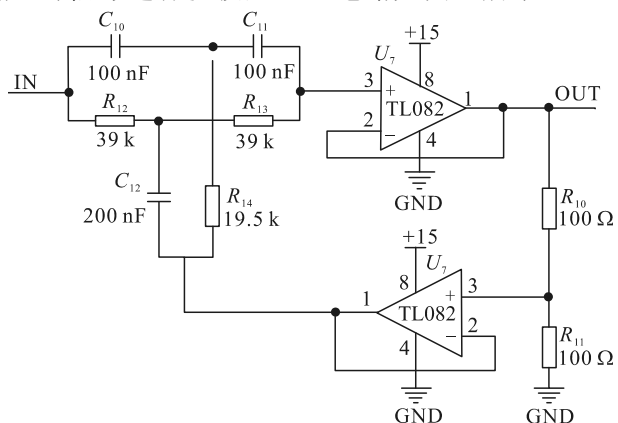 C10
C11
100 nF
100 nF
IN
R12
R13
39 k
39 k
C12
200 nF
R14
19.5 k
+15
U7
3
8
+
TL082
1
OUT
2
−
4
GND
R10
100 Ω
+15
8
U7
1
+
3
TL082
−
2
4
R11
100 Ω
GND
GND